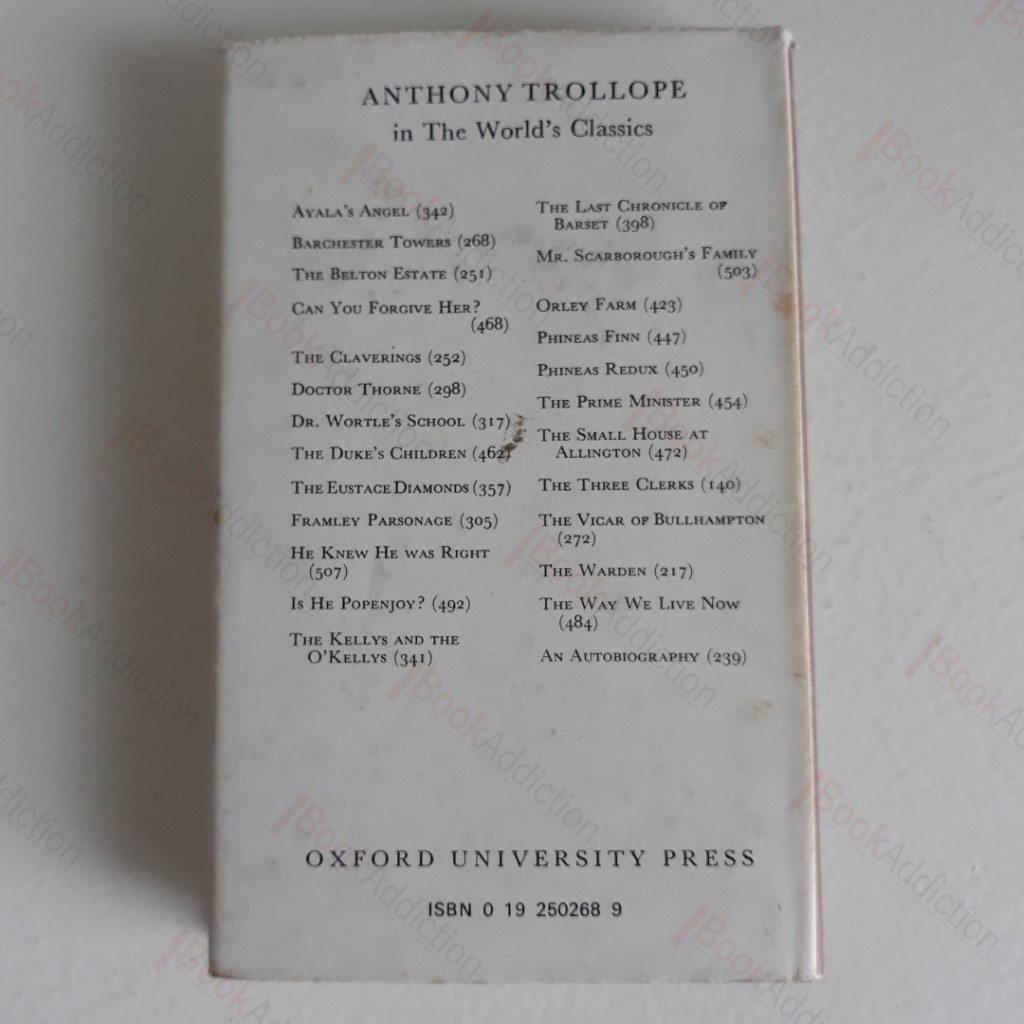 ANTHONY TROLLOPE
in The World's Classics
AYALA'S ANGEL (342)
BARCHESTER TOWERS (268)
THE BELTON ESTATE (251)
CAN YOU FORGIVE HER?
(468)
THE CLAVERINGS (252)
DOCTOR THORNE (298)
DR. WORTLE'S SCHOOL (317)
THE DUKE'S CHILDREN (462)
THE EUSTACE DIAMONDS (357)
FRAMLEY PARSONAGE (305)
HE KNEW HE WAS RIGHT
(507)
IS HE POPENJOY? (492)
THE KELLYS AND THE
O'KELLYS (341)
THE LAST CHRONICLE OF
BARSET (398)
MR. SCARBOROUGH'S FAMILY
(503)
ORLEY FARM (423)
PHINEAS FINN (447)
PHINEAS REDUX (450)
THE PRIME MINISTER (454)
THE SMALL HOUSE AT
ALLINGTON (472)
THE THREE CLERKS (140)
THE VICAR OF BULLHAMPTON
(272)
THE WARDEN (217)
THE WAY WE LIVE NOW
(484)
AN AUTOBIOGRAPHY (239)
OXFORD UNIVERSITY PRESS
ISBN 0 19 250268 9
BookAddiction